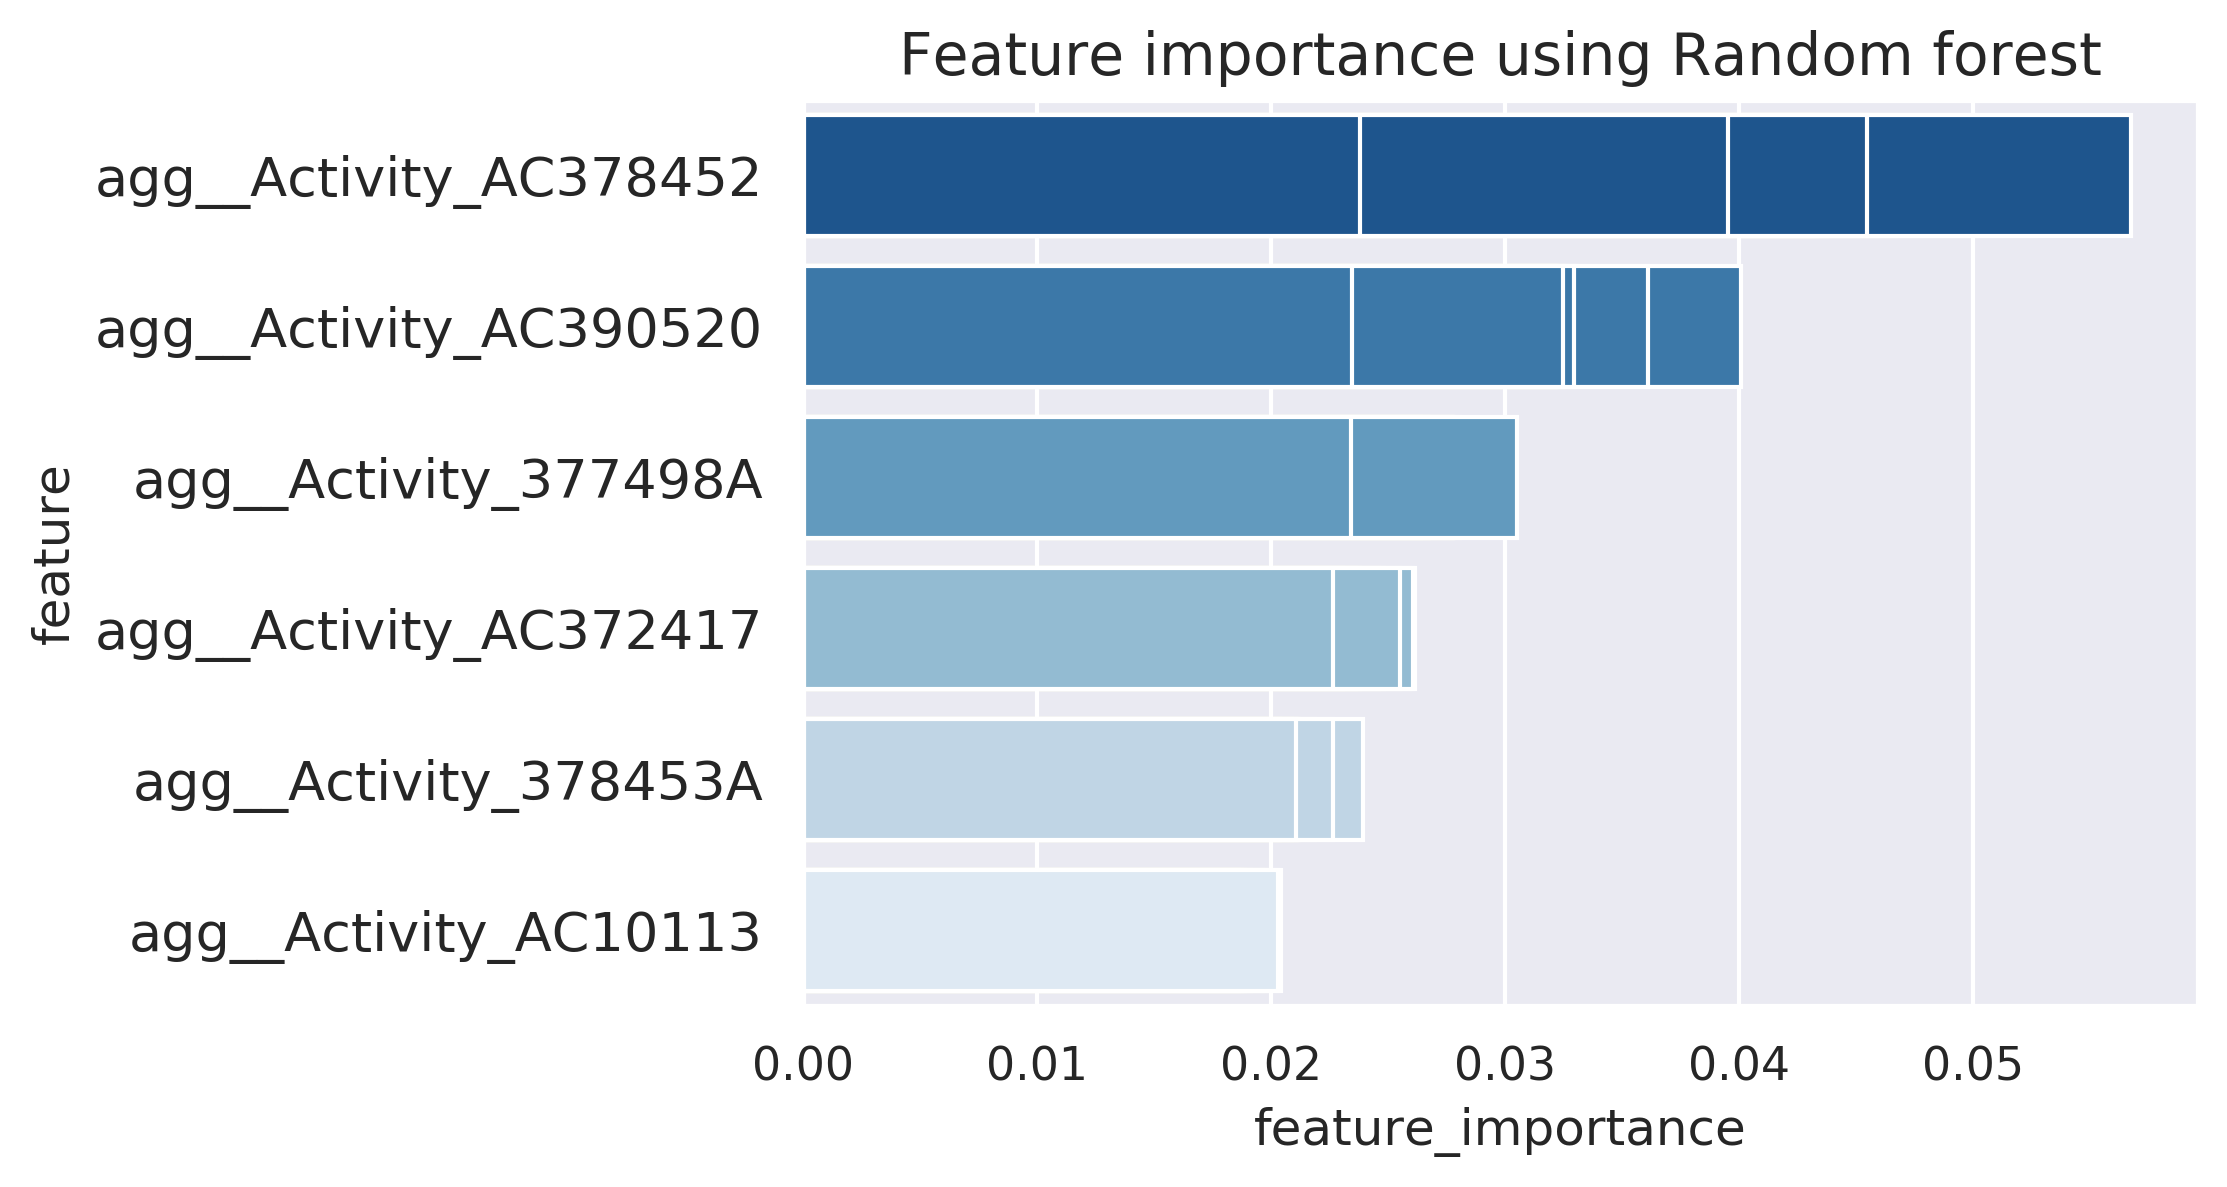 Feature importance using Random forest
feature
agg__Activity_AC378452
agg__Activity_AC390520
agg__Activity_377498A
agg__Activity_AC372417
agg__Activity_378453A
agg__Activity_AC10113
0.00 0.01 0.02 0.03 0.04 0.05
feature_importance